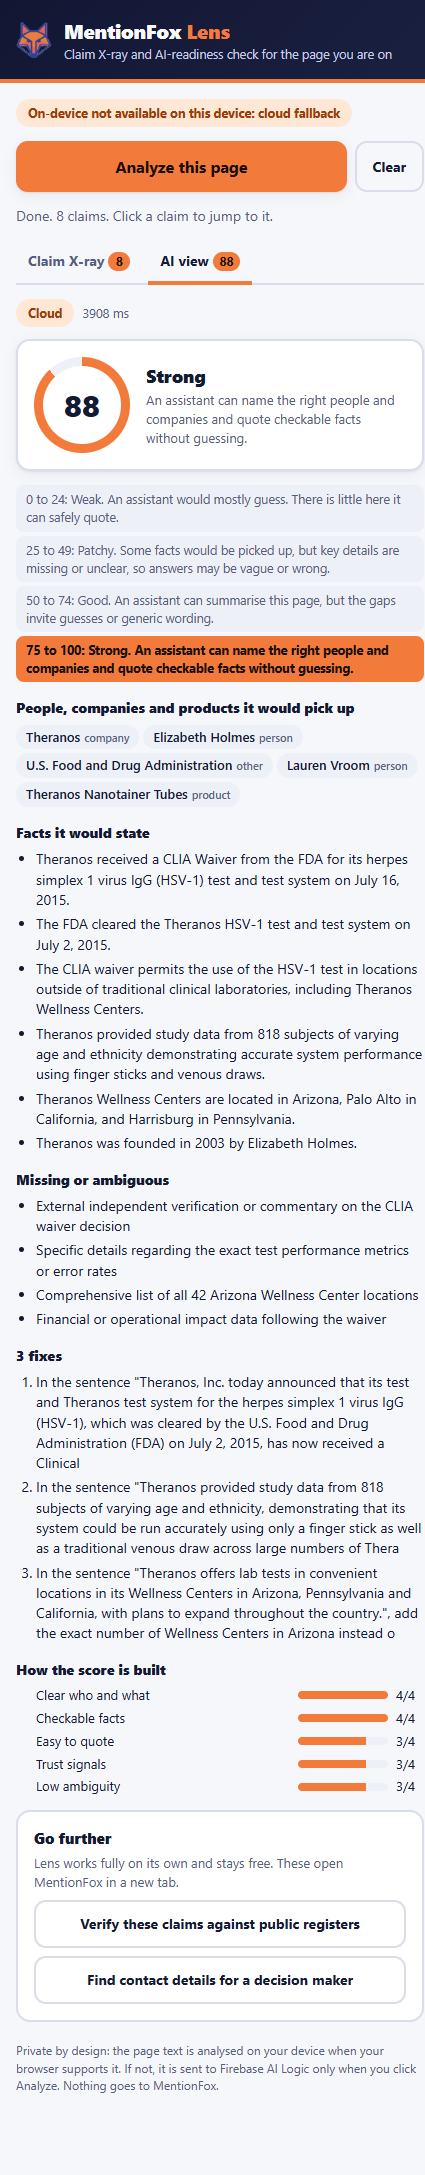 MentionFox Lens
Claim X-ray and AI-readiness check for the page you are on
On-device not available on this device: cloud fallback
Analyze this page
Clear
Done. 8 claims. Click a claim to jump to it.
Claim X-ray 8
AI view 88
Cloud 3908 ms
88
Strong
An assistant can name the right people and
companies and quote checkable facts
without guessing.
0 to 24: Weak. An assistant would mostly guess. There is little here it
can safely quote.
25 to 49: Patchy. Some facts would be picked up, but key details are
missing or unclear, so answers may be vague or wrong.
50 to 74: Good. An assistant can summarise this page, but the gaps
invite guesses or generic wording.
75 to 100: Strong. An assistant can name the right people and
companies and quote checkable facts without guessing.
People, companies and products it would pick up
Theranos company
Elizabeth Holmes person
U.S. Food and Drug Administration other
Lauren Vroom person
Theranos Nanotainer Tubes product
Facts it would state
• Theranos received a CLIA Waiver from the FDA for its herpes
simplex 1 virus IgG (HSV-1) test and test system on July 16,
2015.
• The FDA cleared the Theranos HSV-1 test and test system on
July 2, 2015.
• The CLIA waiver permits the use of the HSV-1 test in locations
outside of traditional clinical laboratories, including Theranos
Wellness Centers.
• Theranos provided study data from 818 subjects of varying
age and ethnicity demonstrating accurate system performance
using finger sticks and venous draws.
• Theranos Wellness Centers are located in Arizona, Palo Alto in
California, and Harrisburg in Pennsylvania.
• Theranos was founded in 2003 by Elizabeth Holmes.
Missing or ambiguous
• External independent verification or commentary on the CLIA
waiver decision
• Specific details regarding the exact test performance metrics
or error rates
• Comprehensive list of all 42 Arizona Wellness Center locations
• Financial or operational impact data following the waiver
3 fixes
1. In the sentence "Theranos, Inc. today announced that its test
and Theranos test system for the herpes simplex 1 virus IgG
(HSV-1), which was cleared by the U.S. Food and Drug
Administration (FDA) on July 2, 2015, has now received a
Clinical
2. In the sentence "Theranos provided study data from 818
subjects of varying age and ethnicity, demonstrating that its
system could be run accurately using only a finger stick as well
as a traditional venous draw across large numbers of Thera
3. In the sentence "Theranos offers lab tests in convenient
locations in its Wellness Centers in Arizona, Pennsylvania and
California, with plans to expand throughout the country.", add
the exact number of Wellness Centers in Arizona instead o
How the score is built
Clear who and what 4/4
Checkable facts 4/4
Easy to quote 3/4
Trust signals 3/4
Low ambiguity 3/4
Go further
Lens works fully on its own and stays free. These open
MentionFox in a new tab.
Verify these claims against public registers
Find contact details for a decision maker
Private by design: the page text is analysed on your device when your
browser supports it. If not, it is sent to Firebase AI Logic only when you click
Analyze. Nothing goes to MentionFox.